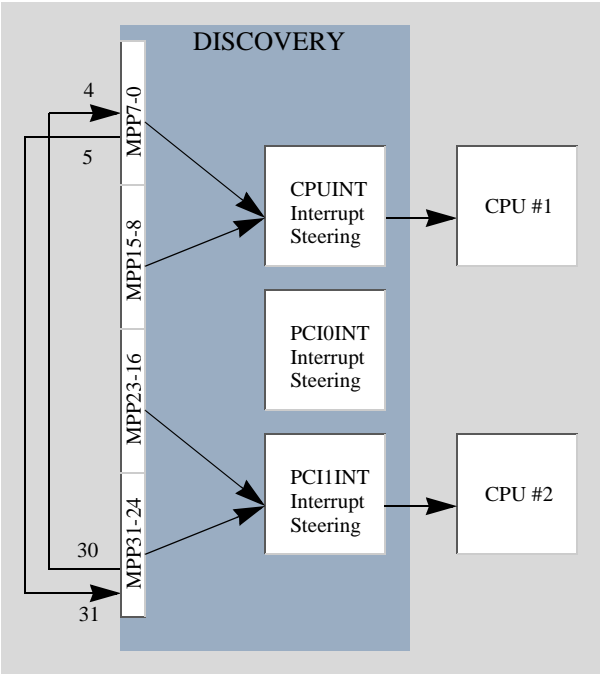 DISCOVERY
4
5
MPP7-0
MPP15-8
MPP23-16
MPP31-24
30
31
CPUINT
Interrupt
Steering
CPU #1
PCI0INT
Interrupt
Steering
PCI1INT
Interrupt
Steering
CPU #2